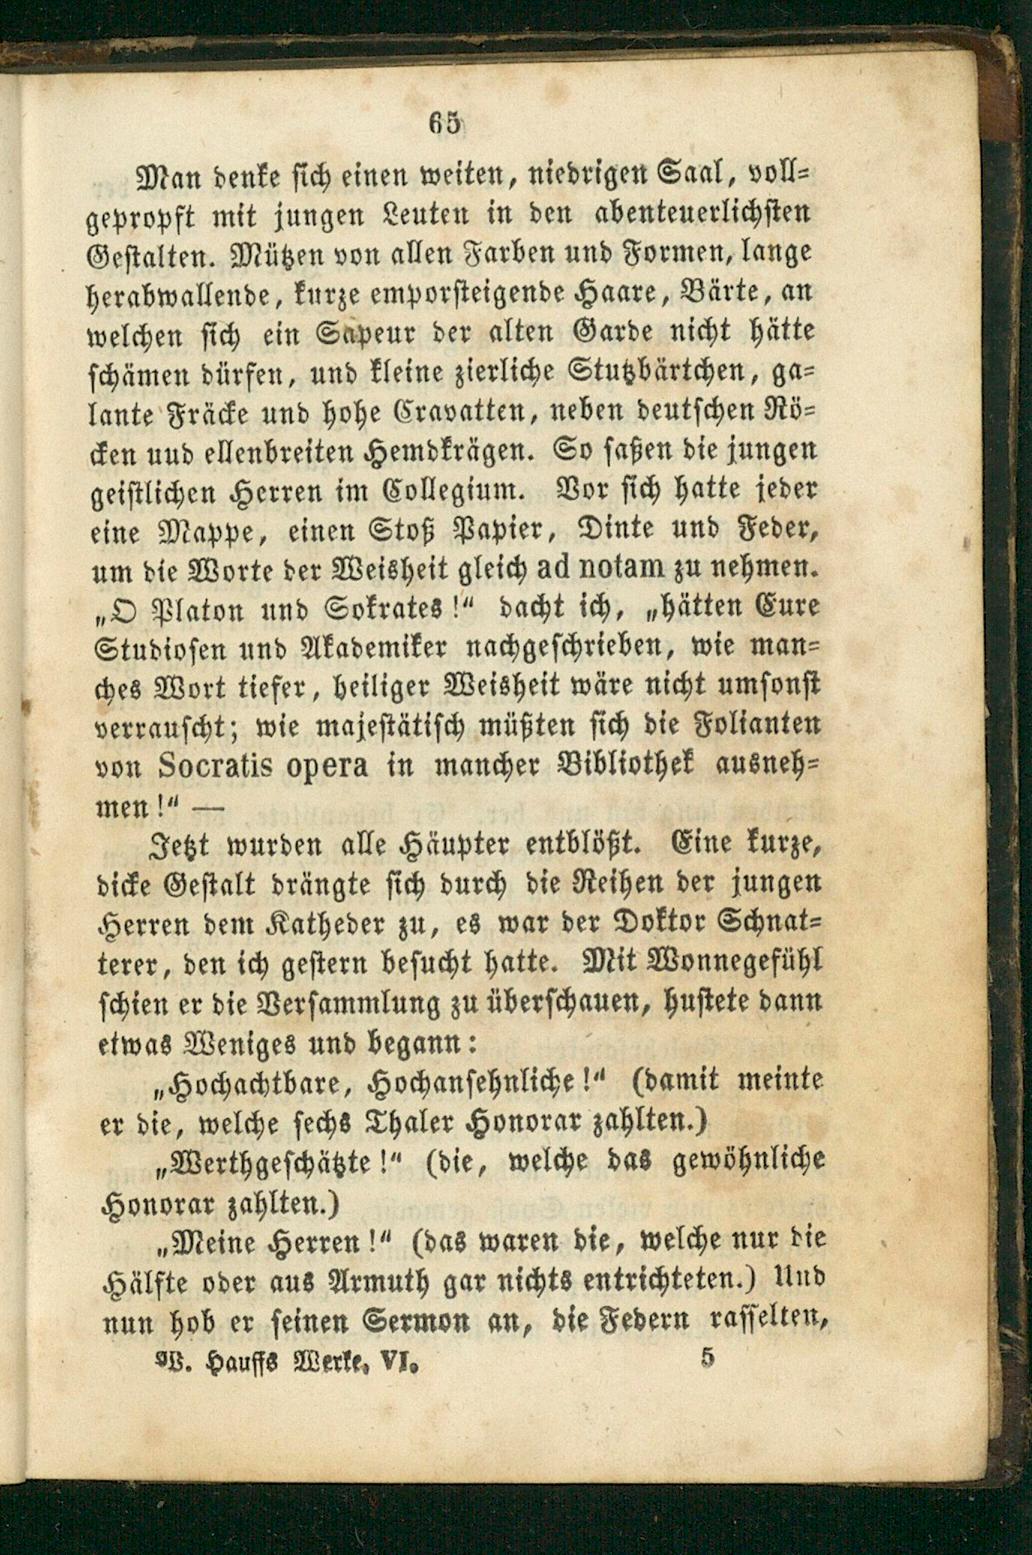 65
Man denke sich einen weiten, niedrigen Saal, voll=
gepropft mit jungen Leuten in den abenteuerlichsten
Gestalten. Mützen von allen Farben und Formen, lange
herabwallende, kurze emporsteigende Haare, Bärte, an
welchen sich ein Sapeur der alten Garde nicht hätte
schämen dürfen, und kleine zierliche Stutzbärtchen, ga=
lante Fräcke und hohe Cravatten, neben deutschen Rö=
cken uud ellenbreiten Hemdkrägen. So saßen die jungen
geistlichen Herren im Collegium. Vor sich hatte jeder
eine Mappe, einen Stoß Papier, Dinte und Feder,
um die Worte der Weisheit gleich ad notam zu nehmen.
„O Platon und Sokrates!“ dacht ich, „hätten Eure
Studiosen und Akademiker nachgeschrieben, wie man=
ches Wort tiefer, heiliger Weisheit wäre nicht umsonst
verrauscht; wie majestätisch müßten sich die Folianten
von Socratis opera in mancher Bibliothek ausneh=
men!“ —
Jetzt wurden alle Häupter entblößt. Eine kurze,
dicke Gestalt drängte sich durch die Reihen der jungen
Herren dem Katheder zu, es war der Doktor Schnat=
terer, den ich gestern besucht hatte. Mit Wonnegefühl
schien er die Versammlung zu überschauen, hustete dann
etwas Weniges und begann:
„Hochachtbare, Hochansehnliche!“ (damit meinte
er die, welche sechs Thaler Honorar zahlten.)
„Werthgeschätzte!“ (die, welche das gewöhnliche
Honorar zahlten.)
„Meine Herren!“ (das waren die, welche nur die
Hälfte oder aus Armuth gar nichts entrichteten.) Und
nun hob er seinen Sermon an, die Federn rasselten,
W. Hauffs Werke. VI. 5